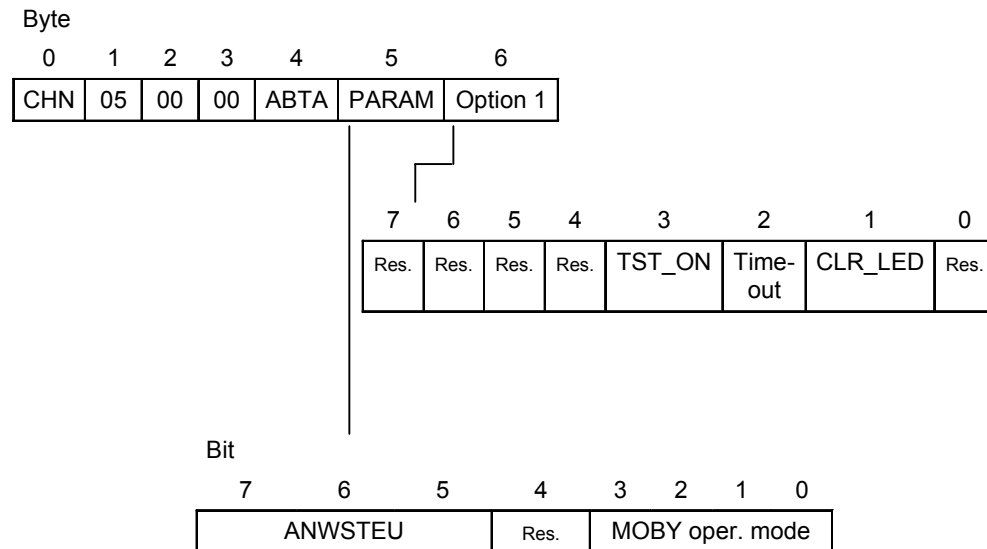 Byte
0 1 2 3 4 5 6
CHN 05 00 00 ABTA PARAM Option 1
7 6 5 4 3 2 1 0
Res. Res. Res. Res. TST_ON Time- CLR_LED Res.
out
Bit
7 6 5 4 3 2 1 0
ANWSTEU Res. MOBY oper. mode